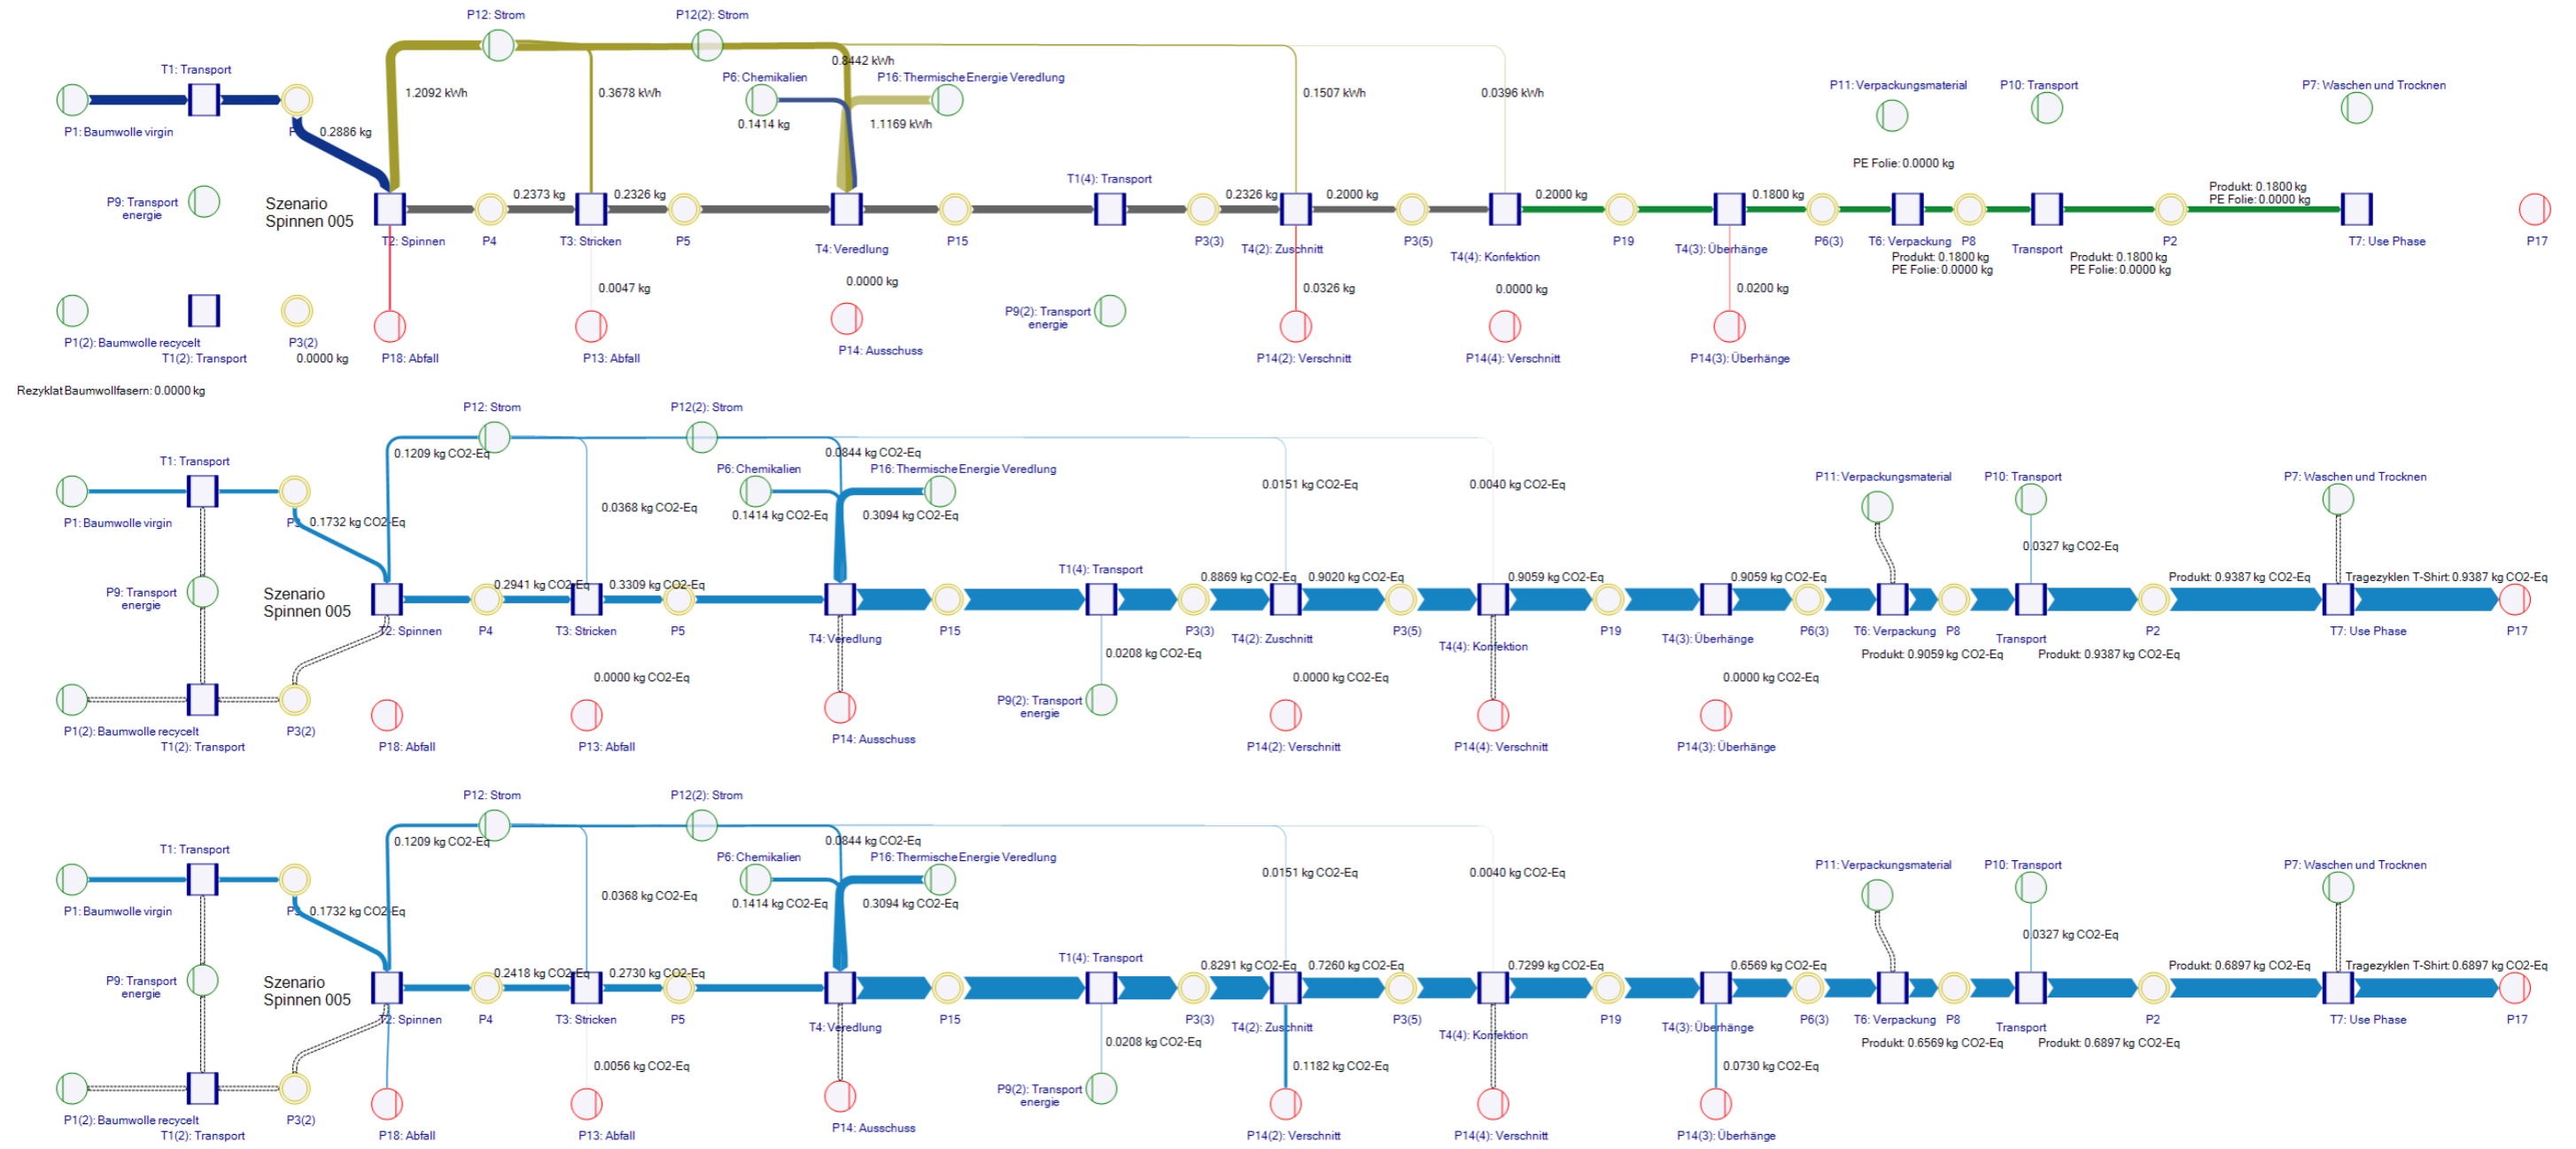 P12: Strom
P12(2): Strom
0.8442 kWh
T1: Transport
P6: Chemikalien
P16: Thermische Energie Veredlung
P11: Verpackungsmaterial
P10: Transport
P7: Waschen und Trocknen
1.2092 kWh
0.3678 kWh
0.1507 kWh
0.0396 kWh
P1: Baumwolle virgin
0.2886 kg
0.1414 kg
1.1169 kWh
PE Folie: 0.0000 kg
T1(4): Transport
P9: Transport
energie
Szenario
Spinnen 005
0.2373 kg
0.2326 kg
0.2326 kg
0.2000 kg
0.2000 kg
0.1800 kg
Produkt: 0.1800 kg
PE Folie: 0.0000 kg
T2: Spinnen
P4
T3: Stricken
P5
T4: Veredlung
P15
P3(3)
T4(2): Zuschnitt
P3(5)
T4(4): Konfektion
P19
T4(3): Überhänge
P6(3)
T6: Verpackung
P8
Transport
P2
T7: Use Phase
P17
Produkt: 0.1800 kg
PE Folie: 0.0000 kg
Produkt: 0.1800 kg
PE Folie: 0.0000 kg
0.0047 kg
0.0000 kg
0.0326 kg
0.0000 kg
0.0200 kg
P9(2): Transport
energie
P1(2): Baumwolle recycelt
T1(2): Transport
P3(2)
0.0000 kg
P18: Abfall
P13: Abfall
P14: Ausschuss
P14(2): Verschnitt
P14(4): Verschnitt
P14(3): Überhänge
Rezyklat Baumwollfasern: 0.0000 kg
P12: Strom
P12(2): Strom
0.1209 kg CO2-Eq
0.0844 kg CO2-Eq
T1: Transport
P6: Chemikalien
P16: Thermische Energie Veredlung
0.0151 kg CO2-Eq
0.0040 kg CO2-Eq
P11: Verpackungsmaterial
P10: Transport
P7: Waschen und Trocknen
P1: Baumwolle virgin
0.1732 kg CO2-Eq
0.0368 kg CO2-Eq
0.1414 kg CO2-Eq
0.3094 kg CO2-Eq
0.0327 kg CO2-Eq
T1(4): Transport
P9: Transport
energie
Szenario
Spinnen 005
0.2941 kg CO2-Eq
0.3309 kg CO2-Eq
0.8869 kg CO2-Eq
0.9020 kg CO2-Eq
0.9059 kg CO2-Eq
0.9059 kg CO2-Eq
Produkt: 0.9387 kg CO2-Eq
Tragezyklen T-Shirt: 0.9387 kg CO2-Eq
T2: Spinnen
P4
T3: Stricken
P5
T4: Veredlung
P15
P3(3)
T4(2): Zuschnitt
P3(5)
T4(4): Konfektion
P19
T4(3): Überhänge
P6(3)
T6: Verpackung
P8
Transport
P2
T7: Use Phase
P17
0.0208 kg CO2-Eq
Produkt: 0.9059 kg CO2-Eq
Produkt: 0.9387 kg CO2-Eq
0.0000 kg CO2-Eq
0.0000 kg CO2-Eq
0.0000 kg CO2-Eq
P9(2): Transport
energie
P1(2): Baumwolle recycelt
T1(2): Transport
P3(2)
P18: Abfall
P13: Abfall
P14: Ausschuss
P14(2): Verschnitt
P14(4): Verschnitt
P14(3): Überhänge
P12: Strom
P12(2): Strom
0.1209 kg CO2-Eq
0.0844 kg CO2-Eq
T1: Transport
P6: Chemikalien
P16: Thermische Energie Veredlung
0.0151 kg CO2-Eq
0.0040 kg CO2-Eq
P11: Verpackungsmaterial
P10: Transport
P7: Waschen und Trocknen
P1: Baumwolle virgin
0.1732 kg CO2-Eq
0.0368 kg CO2-Eq
0.1414 kg CO2-Eq
0.3094 kg CO2-Eq
0.0327 kg CO2-Eq
T1(4): Transport
P9: Transport
energie
Szenario
Spinnen 005
0.2418 kg CO2-Eq
0.2730 kg CO2-Eq
0.8291 kg CO2-Eq
0.7260 kg CO2-Eq
0.7299 kg CO2-Eq
0.6569 kg CO2-Eq
Produkt: 0.6897 kg CO2-Eq
Tragezyklen T-Shirt: 0.6897 kg CO2-Eq
T2: Spinnen
P4
T3: Stricken
P5
T4: Veredlung
P15
P3(3)
T4(2): Zuschnitt
P3(5)
T4(4): Konfektion
P19
T4(3): Überhänge
P6(3)
T6: Verpackung
P8
Transport
P2
T7: Use Phase
P17
0.0208 kg CO2-Eq
Produkt: 0.6569 kg CO2-Eq
Produkt: 0.6897 kg CO2-Eq
0.0056 kg CO2-Eq
0.1182 kg CO2-Eq
0.0730 kg CO2-Eq
P9(2): Transport
energie
P1(2): Baumwolle recycelt
T1(2): Transport
P3(2)
P18: Abfall
P13: Abfall
P14: Ausschuss
P14(2): Verschnitt
P14(4): Verschnitt
P14(3): Überhänge